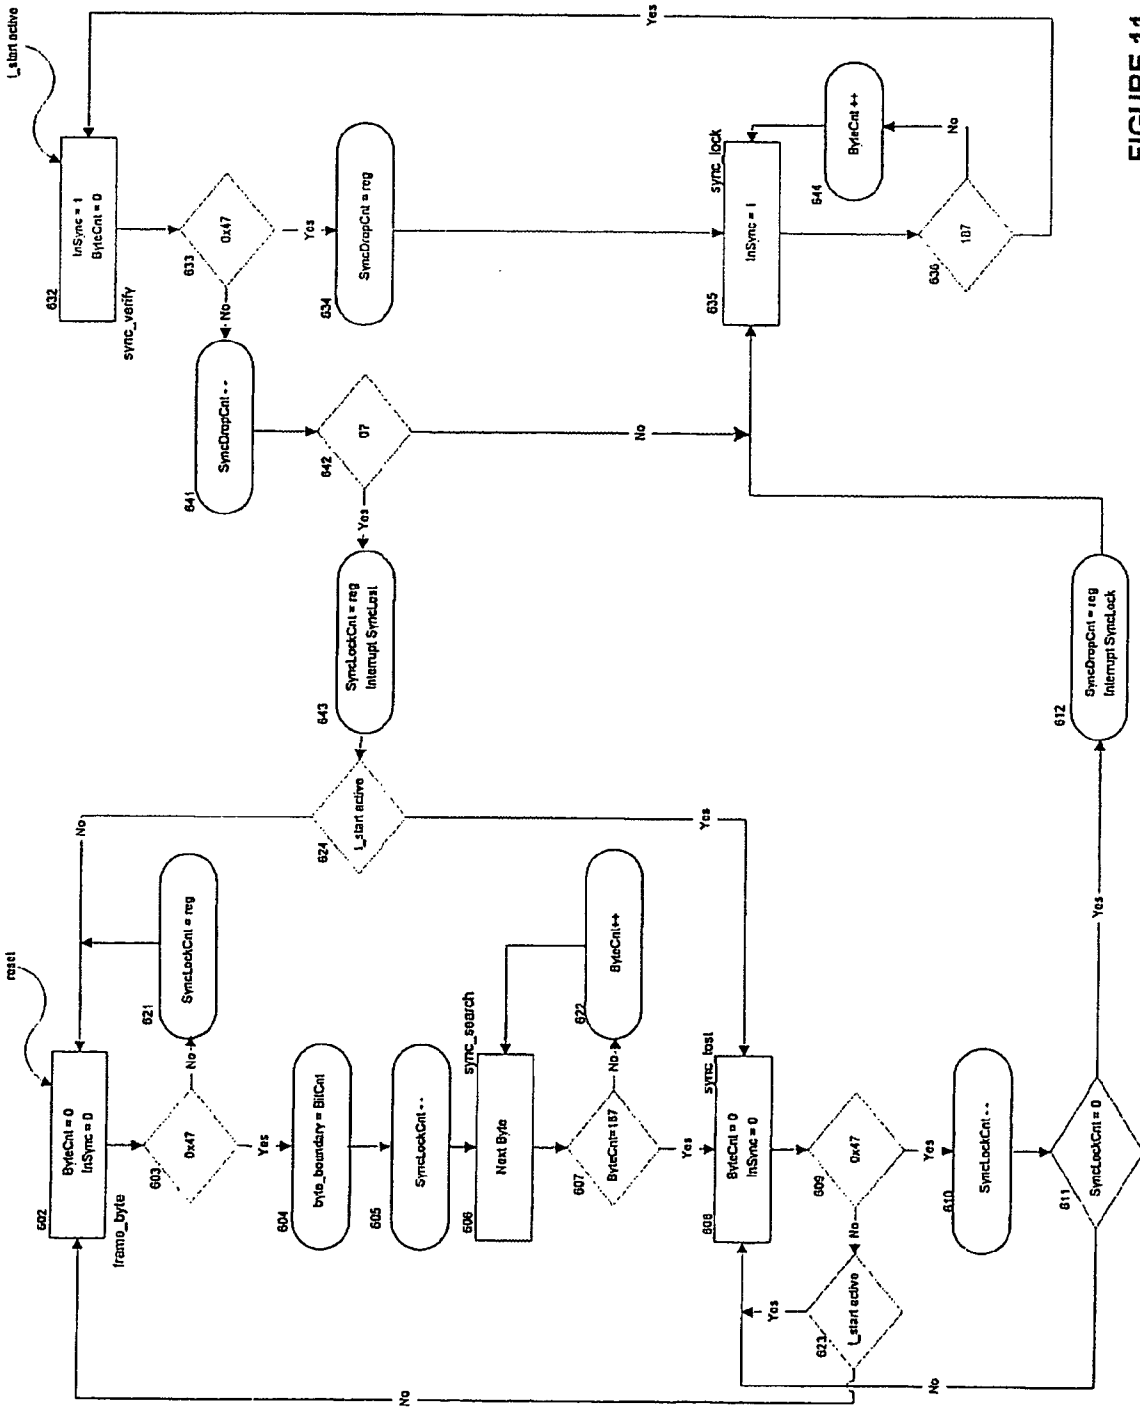 reset
602
ByteCnt = 0
InSync = 0
frame_byte
603
0x47
No
621
SyncLockCnt = reg
Yes
604
byte_boundary = BitCnt
605
SyncLockCnt - -
sync_search
606
Next Byte
607
ByteCnt=187
No
622
ByteCnt++
Yes
sync_test
608
ByteCnt = 0
InSync = 0
609
0x47
No
623
t_start active
Yes
No
Yes
610
SyncLockCnt - -
611
SyncLockCnt = 0
No
Yes
612
SyncDropCnt = reg
Interrupt SyncLock
No
624
t_start active
Yes
643
SyncLockCnt = reg
Interrupt SyncLost
Yes
642
0?
No
641
SyncDropCnt - -
No
t_start active
632
InSync = 1
ByteCnt = 0
sync_verify
633
0x47
Yes
634
SyncDropCnt = reg
sync_lock
635
InSync = 1
636
187
No
644
ByteCnt ++
Yes
FIGURE 11